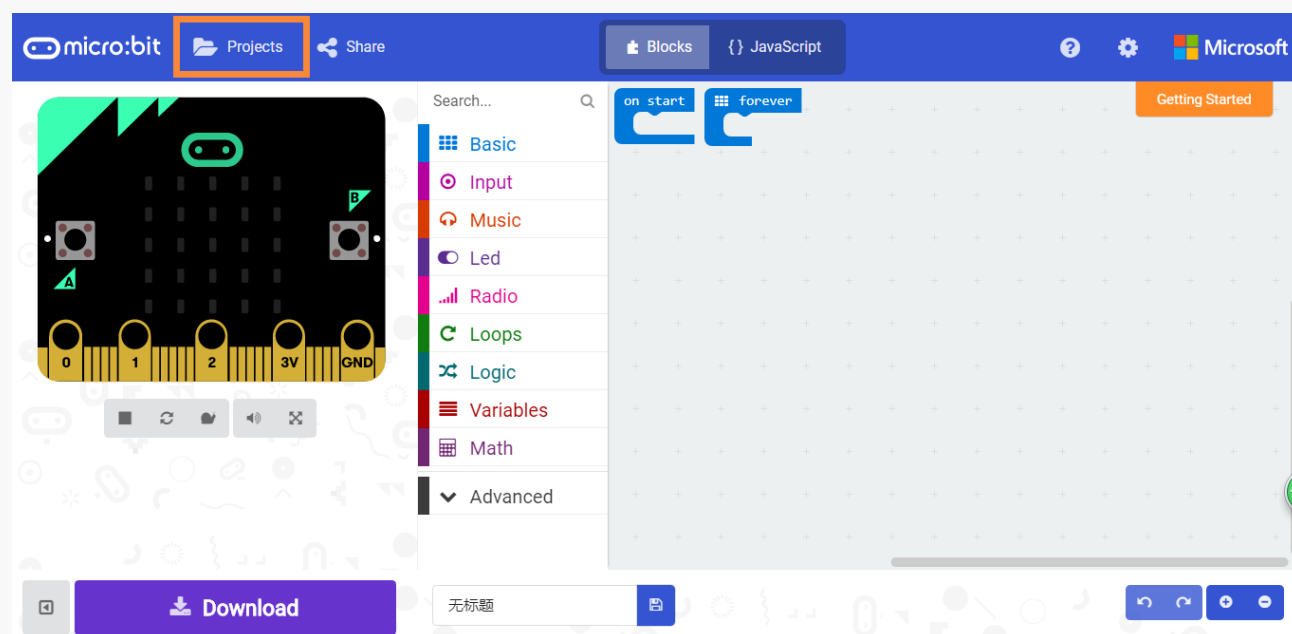 micro:bit Projects Share Blocks {} JavaScript ? Microsoft
Getting Started
Search...
on start forever
Basic
Input
Music
Led
Radio
Loops
Logic
Variables
Math
Advanced
B
A
0 1 2 3V GND
Download
无标题